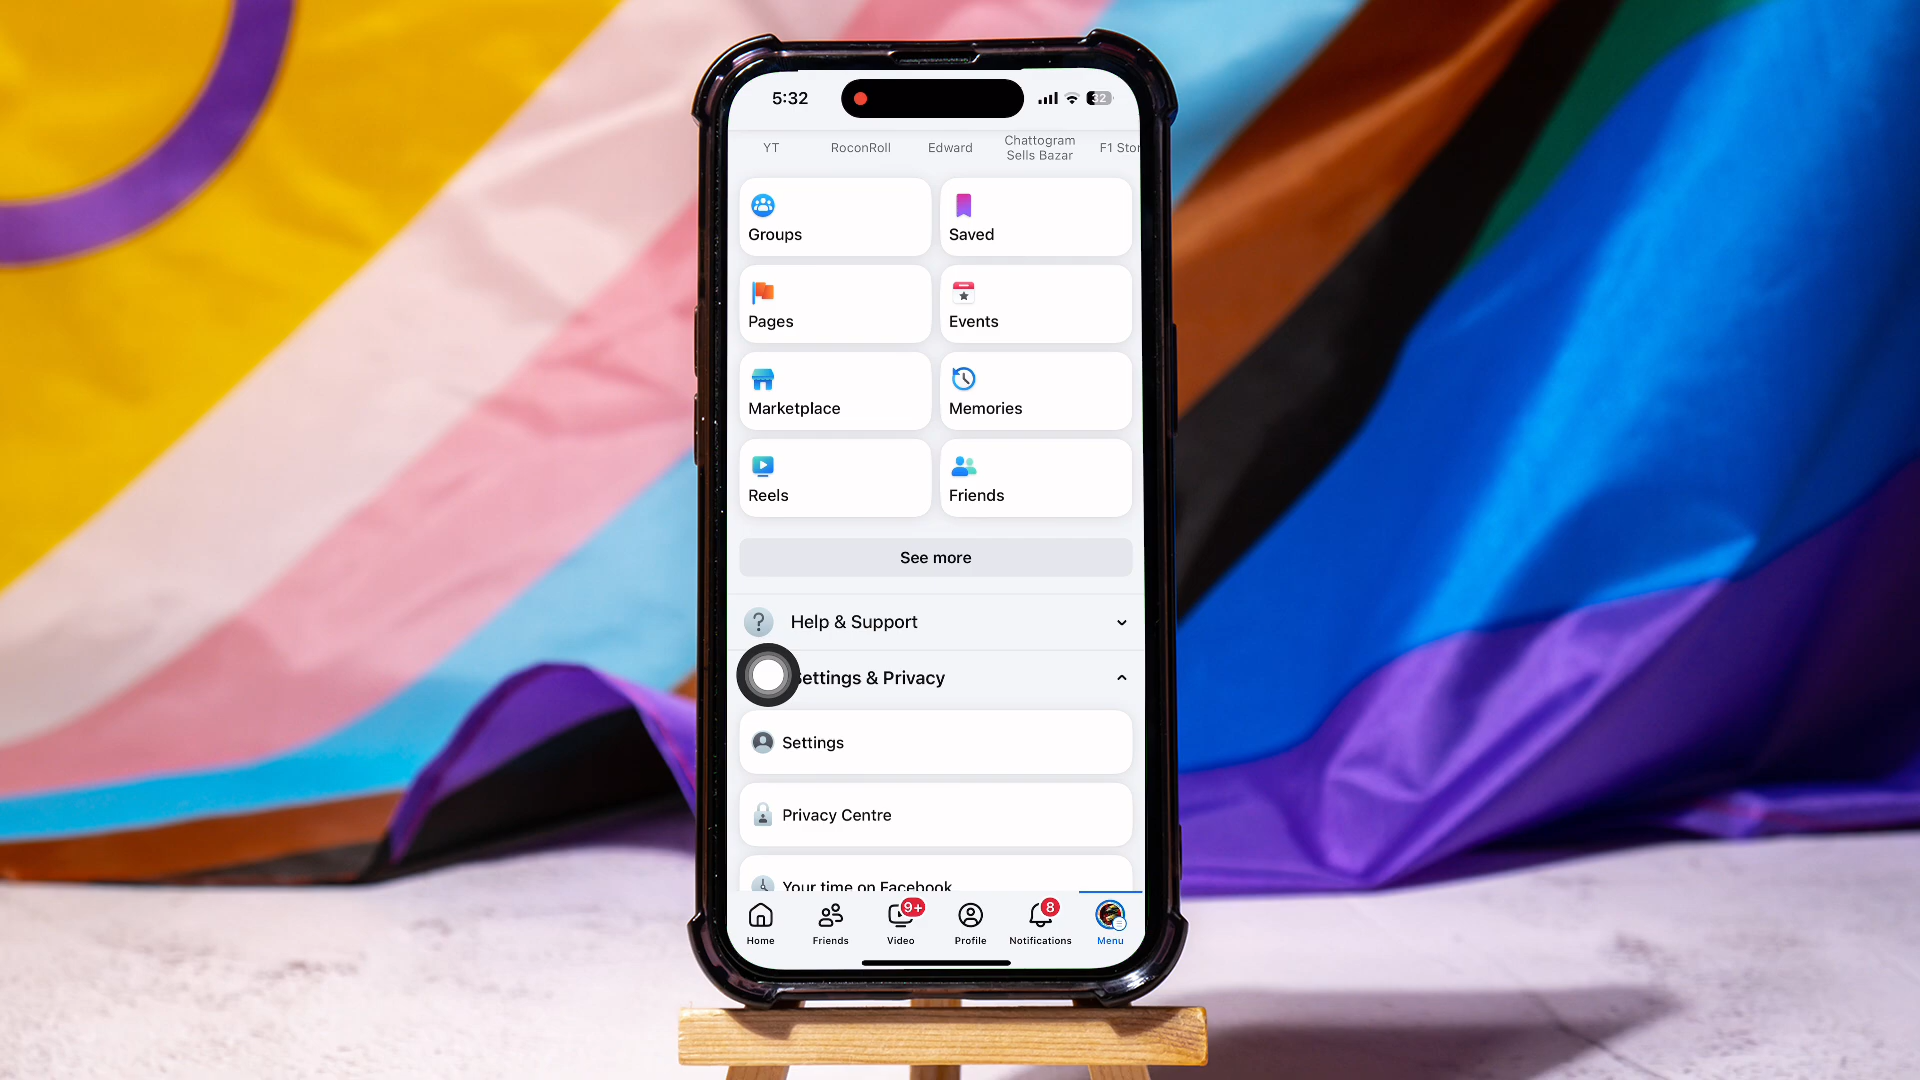 5:32
32
YT
RoconRoll
Edward
Chattogram
Sells Bazar
F1 Stor
Groups
Saved
Pages
Events
Marketplace
Memories
Reels
Friends
See more
? Help & Support
ettings & Privacy
Settings
Privacy Centre
Your time on Facebook
9+
8
Home
Friends
Video
Profile
Notifications
Menu